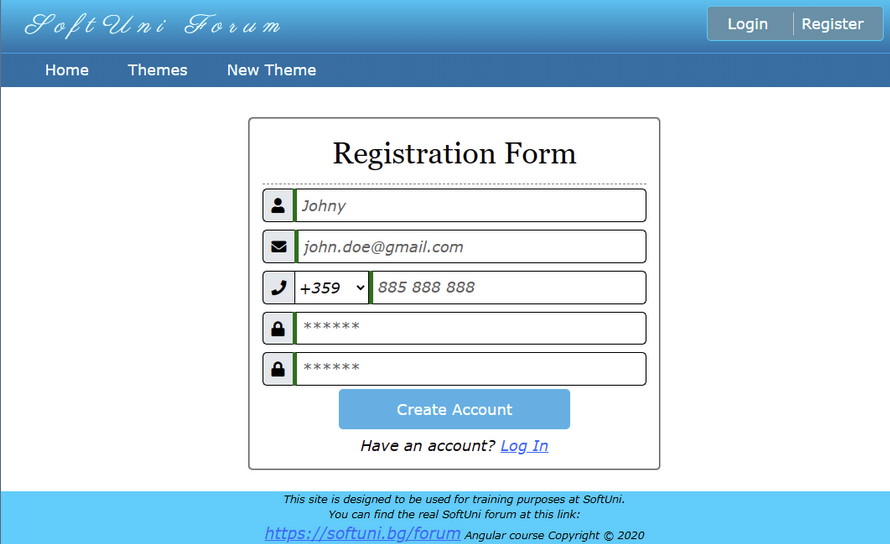 SoftUni Forum
Login Register
Home Themes New Theme
Registration Form
Johny
john.doe@gmail.com
+359 885 888 888
******
******
Create Account
Have an account? Log In
This site is designed to be used for training purposes at SoftUni.
You can find the real SoftUni forum at this link:
https://softuni.bg/forum Angular course Copyright © 2020